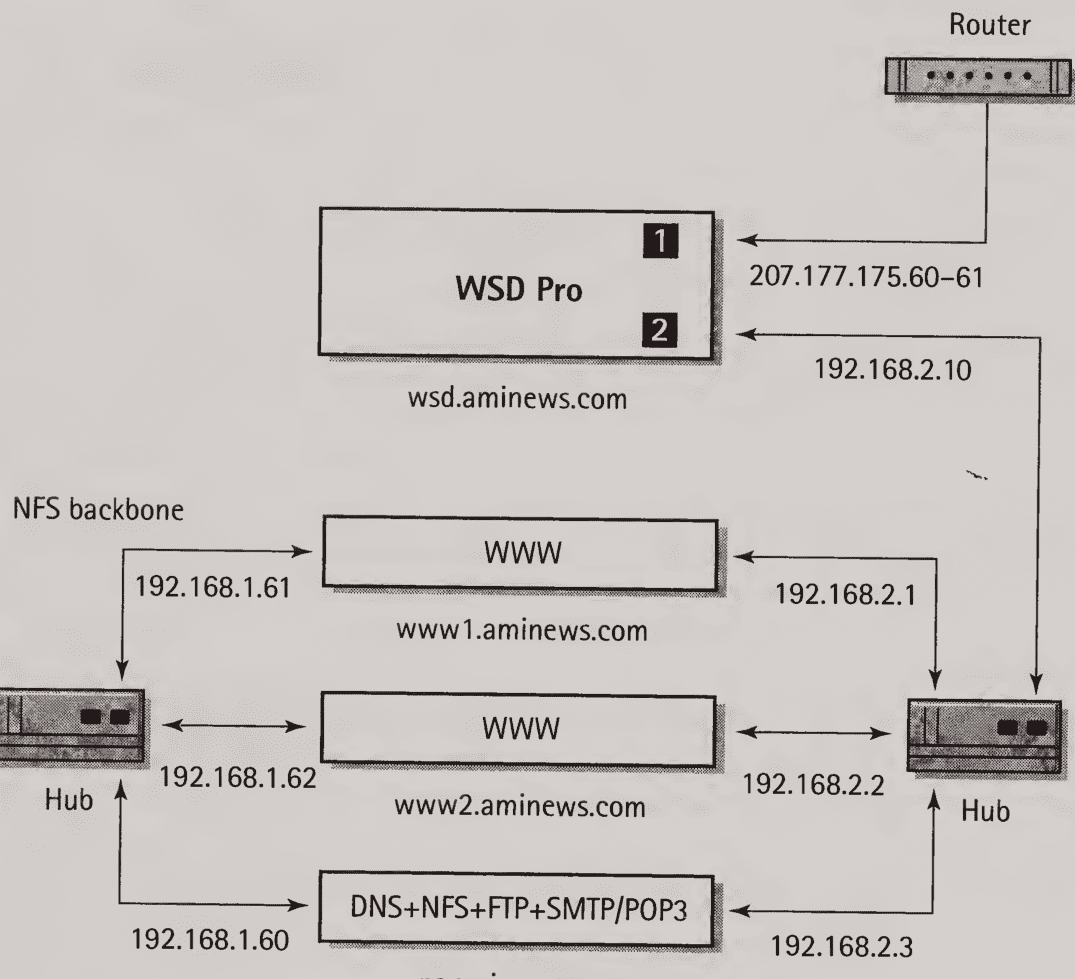 Router
1
WSD Pro
207.177.175.60–61
2
192.168.2.10
wsd.aminews.com
NFS backbone
WWW
192.168.1.61
192.168.2.1
www1.aminews.com
WWW
192.168.1.62
192.168.2.2
Hub
www2.aminews.com
Hub
DNS+NFS+FTP+SMTP/POP3
192.168.1.60
192.168.2.3